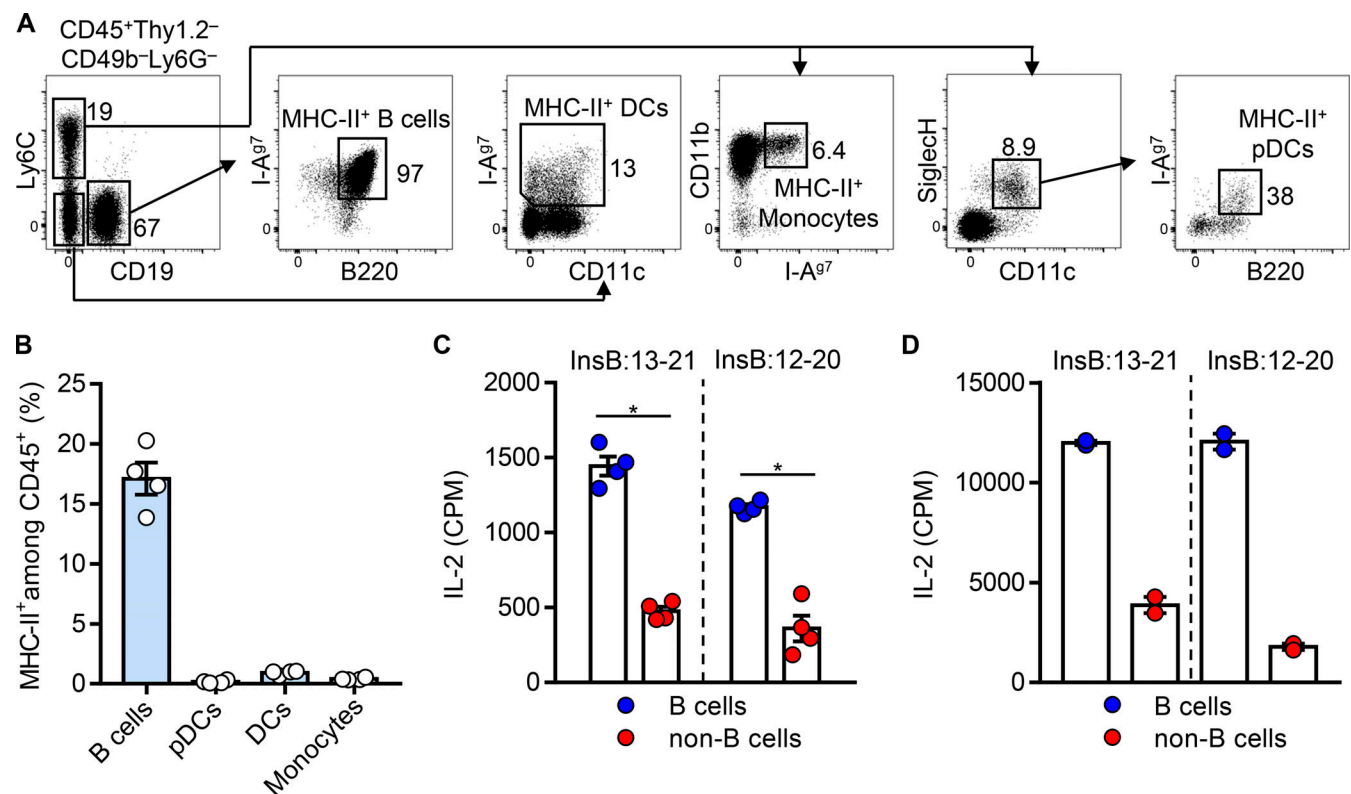 A
CD45⁺Thy1.2⁻
CD49b⁻Ly6G⁻
19
67
0
0
Ly6C
CD19
MHC-II⁺ B cells
97
0
0
I-Aᵍ⁷
B220
MHC-II⁺ DCs
13
0
0
I-Aᵍ⁷
CD11c
6.4
MHC-II⁺
Monocytes
0
0
CD11b
I-Aᵍ⁷
8.9
0
0
SiglecH
CD11c
MHC-II⁺
pDCs
38
0
0
I-Aᵍ⁷
B220
B
MHC-II⁺among CD45⁺ (%)
25
20
15
10
5
0
B cells
pDCs
DCs
Monocytes
C
InsB:13-21 InsB:12-20
IL-2 (CPM)
2000
1500
1000
500
0
*
*
B cells
non-B cells
D
InsB:13-21 InsB:12-20
IL-2 (CPM)
15000
10000
5000
0
B cells
non-B cells